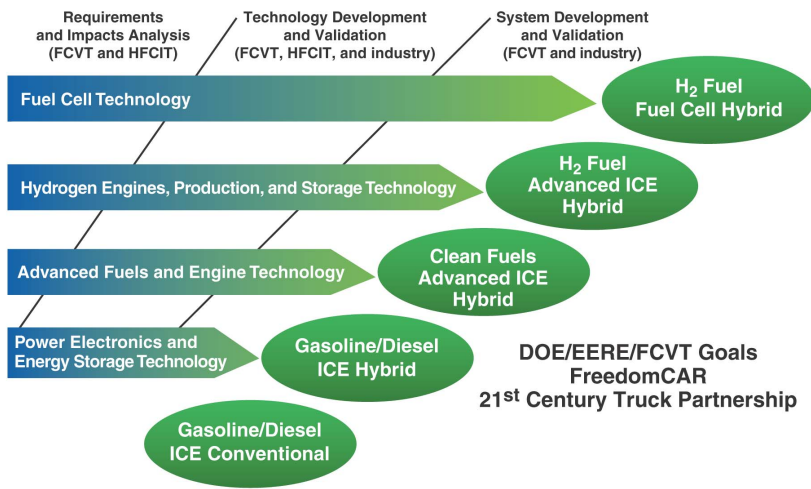 Requirements
and Impacts Analysis
(FCVT and HFCIT)
Technology Development
and Validation
(FCVT, HFCIT, and industry)
System Development
and Validation
(FCVT and industry)
Fuel Cell Technology
H2 Fuel
Fuel Cell Hybrid
Hydrogen Engines, Production, and Storage Technology
H2 Fuel
Advanced ICE
Hybrid
Advanced Fuels and Engine Technology
Clean Fuels
Advanced ICE
Hybrid
Power Electronics and
Energy Storage Technology
Gasoline/Diesel
ICE Hybrid
DOE/EERE/FCVT Goals
FreedomCAR
21st Century Truck Partnership
Gasoline/Diesel
ICE Conventional